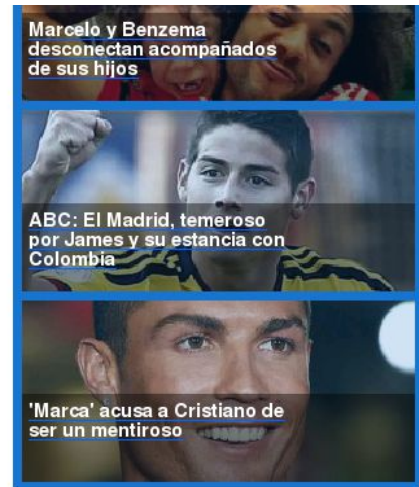 Marcelo y Benzema
desconectan acompañados
de sus hijos
ABC: El Madrid, temeroso
por James y su estancia con
Colombia
'Marca' acusa a Cristiano de
ser un mentiroso